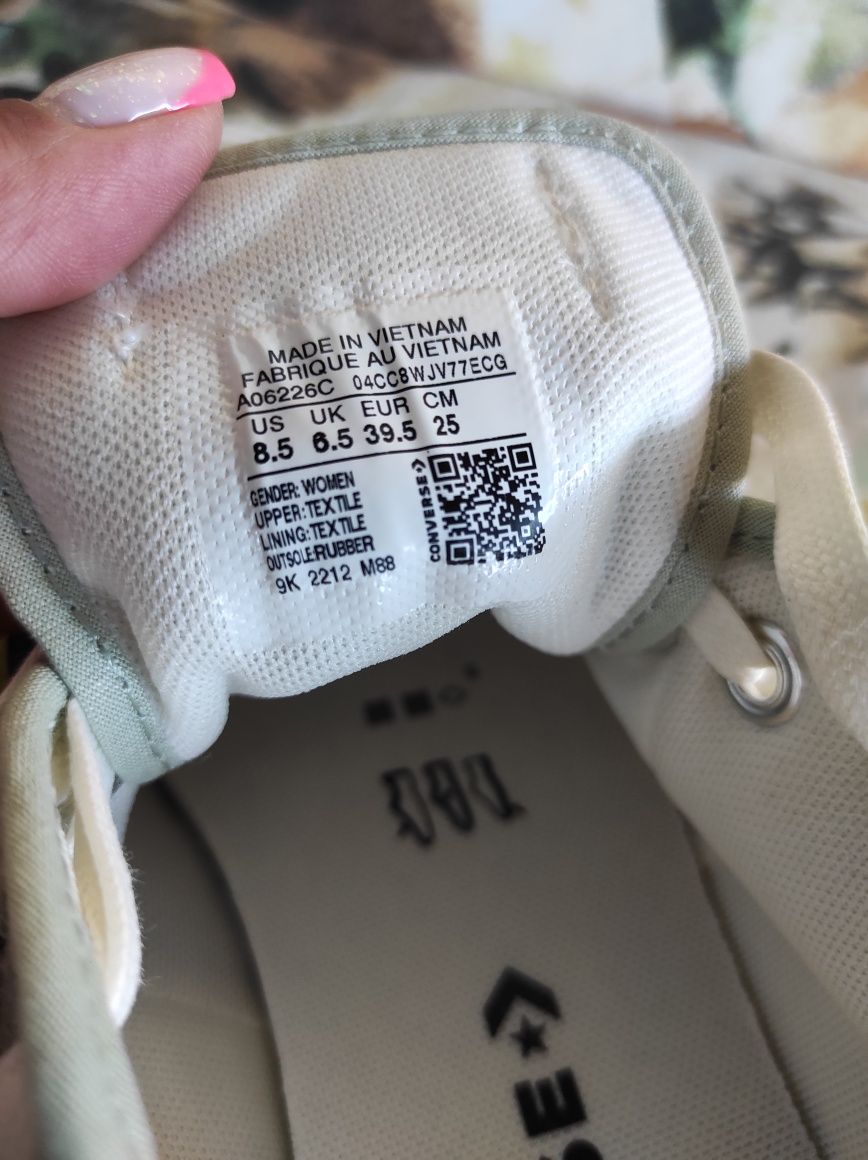 MADE IN VIETNAM
FABRIQUE AU VIETNAM
A06226C 04CC8WJV77ECG
US UK EUR CM
8.5 6.5 39.5 25
GENDER: WOMEN
UPPER:TEXTILE
LINING:TEXTILE
OUTSOLE:RUBBER
9K 2212 M88
CONVERSE
SE